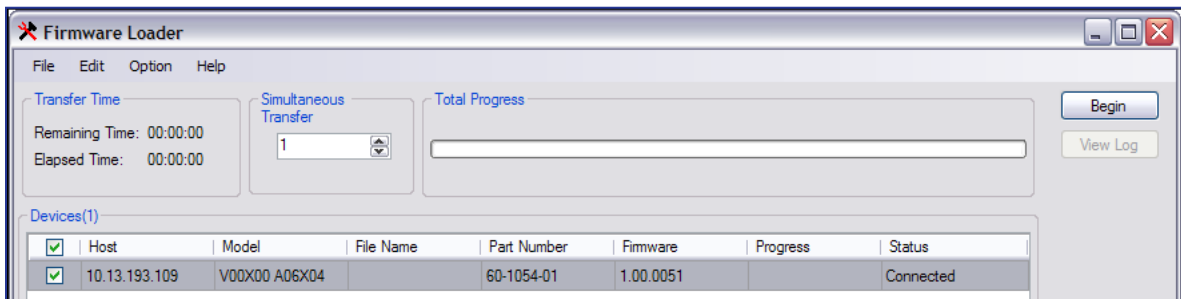 Firmware Loader
File Edit Option Help
Transfer Time
Remaining Time: 00:00:00
Elapsed Time: 00:00:00
Simultaneous
Transfer
1
Total Progress
Begin
View Log
Devices(1)
Host Model File Name Part Number Firmware Progress Status
10.13.193.109 V00X00 A06X04 60-1054-01 1.00.0051 Connected